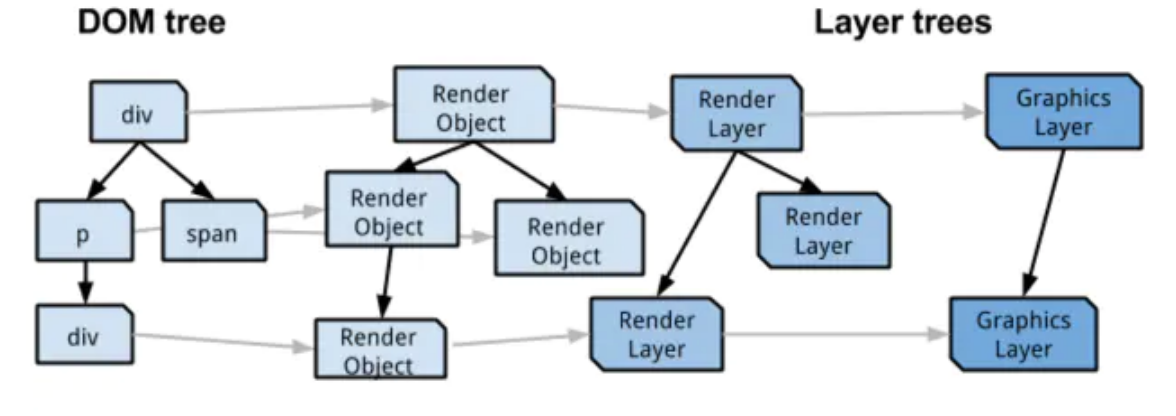 DOM tree
Layer trees
div
Render
Object
Render
Layer
Graphics
Layer
p
span
Render
Object
Render
Object
Render
Layer
div
Render
Object
Render
Layer
Graphics
Layer